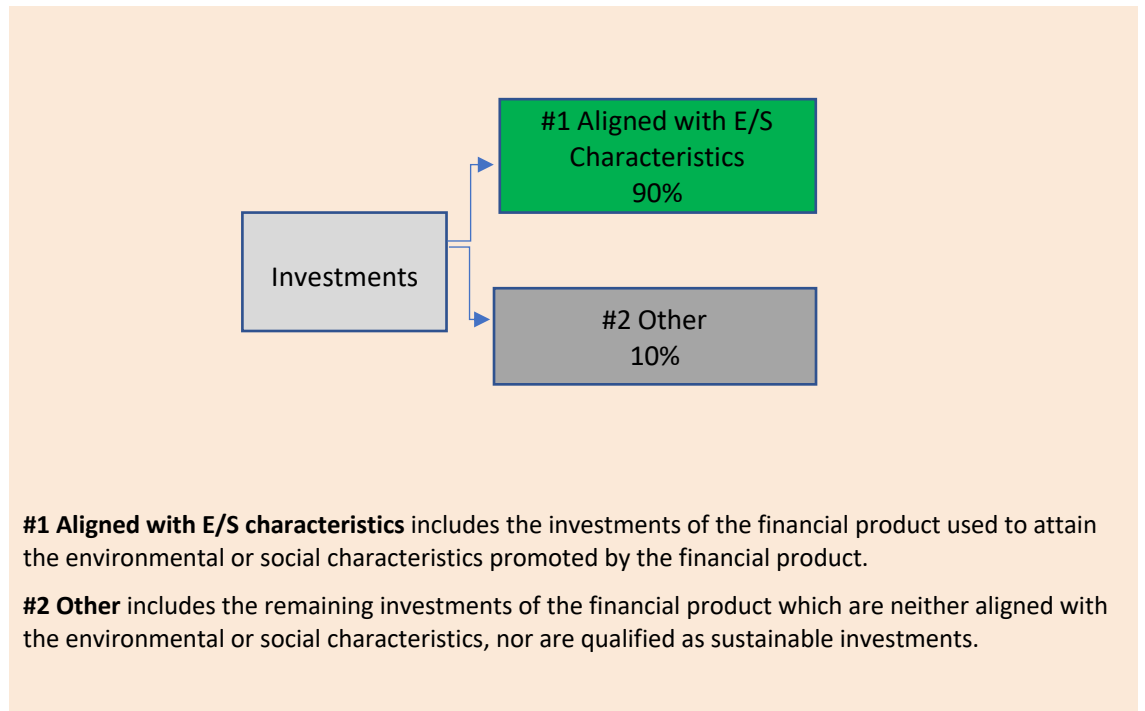 #1 Aligned with E/S
Characteristics
90%
Investments
#2 Other
10%
#1 Aligned with E/S characteristics includes the investments of the financial product used to attain
the environmental or social characteristics promoted by the financial product.
#2 Other includes the remaining investments of the financial product which are neither aligned with
the environmental or social characteristics, nor are qualified as sustainable investments.